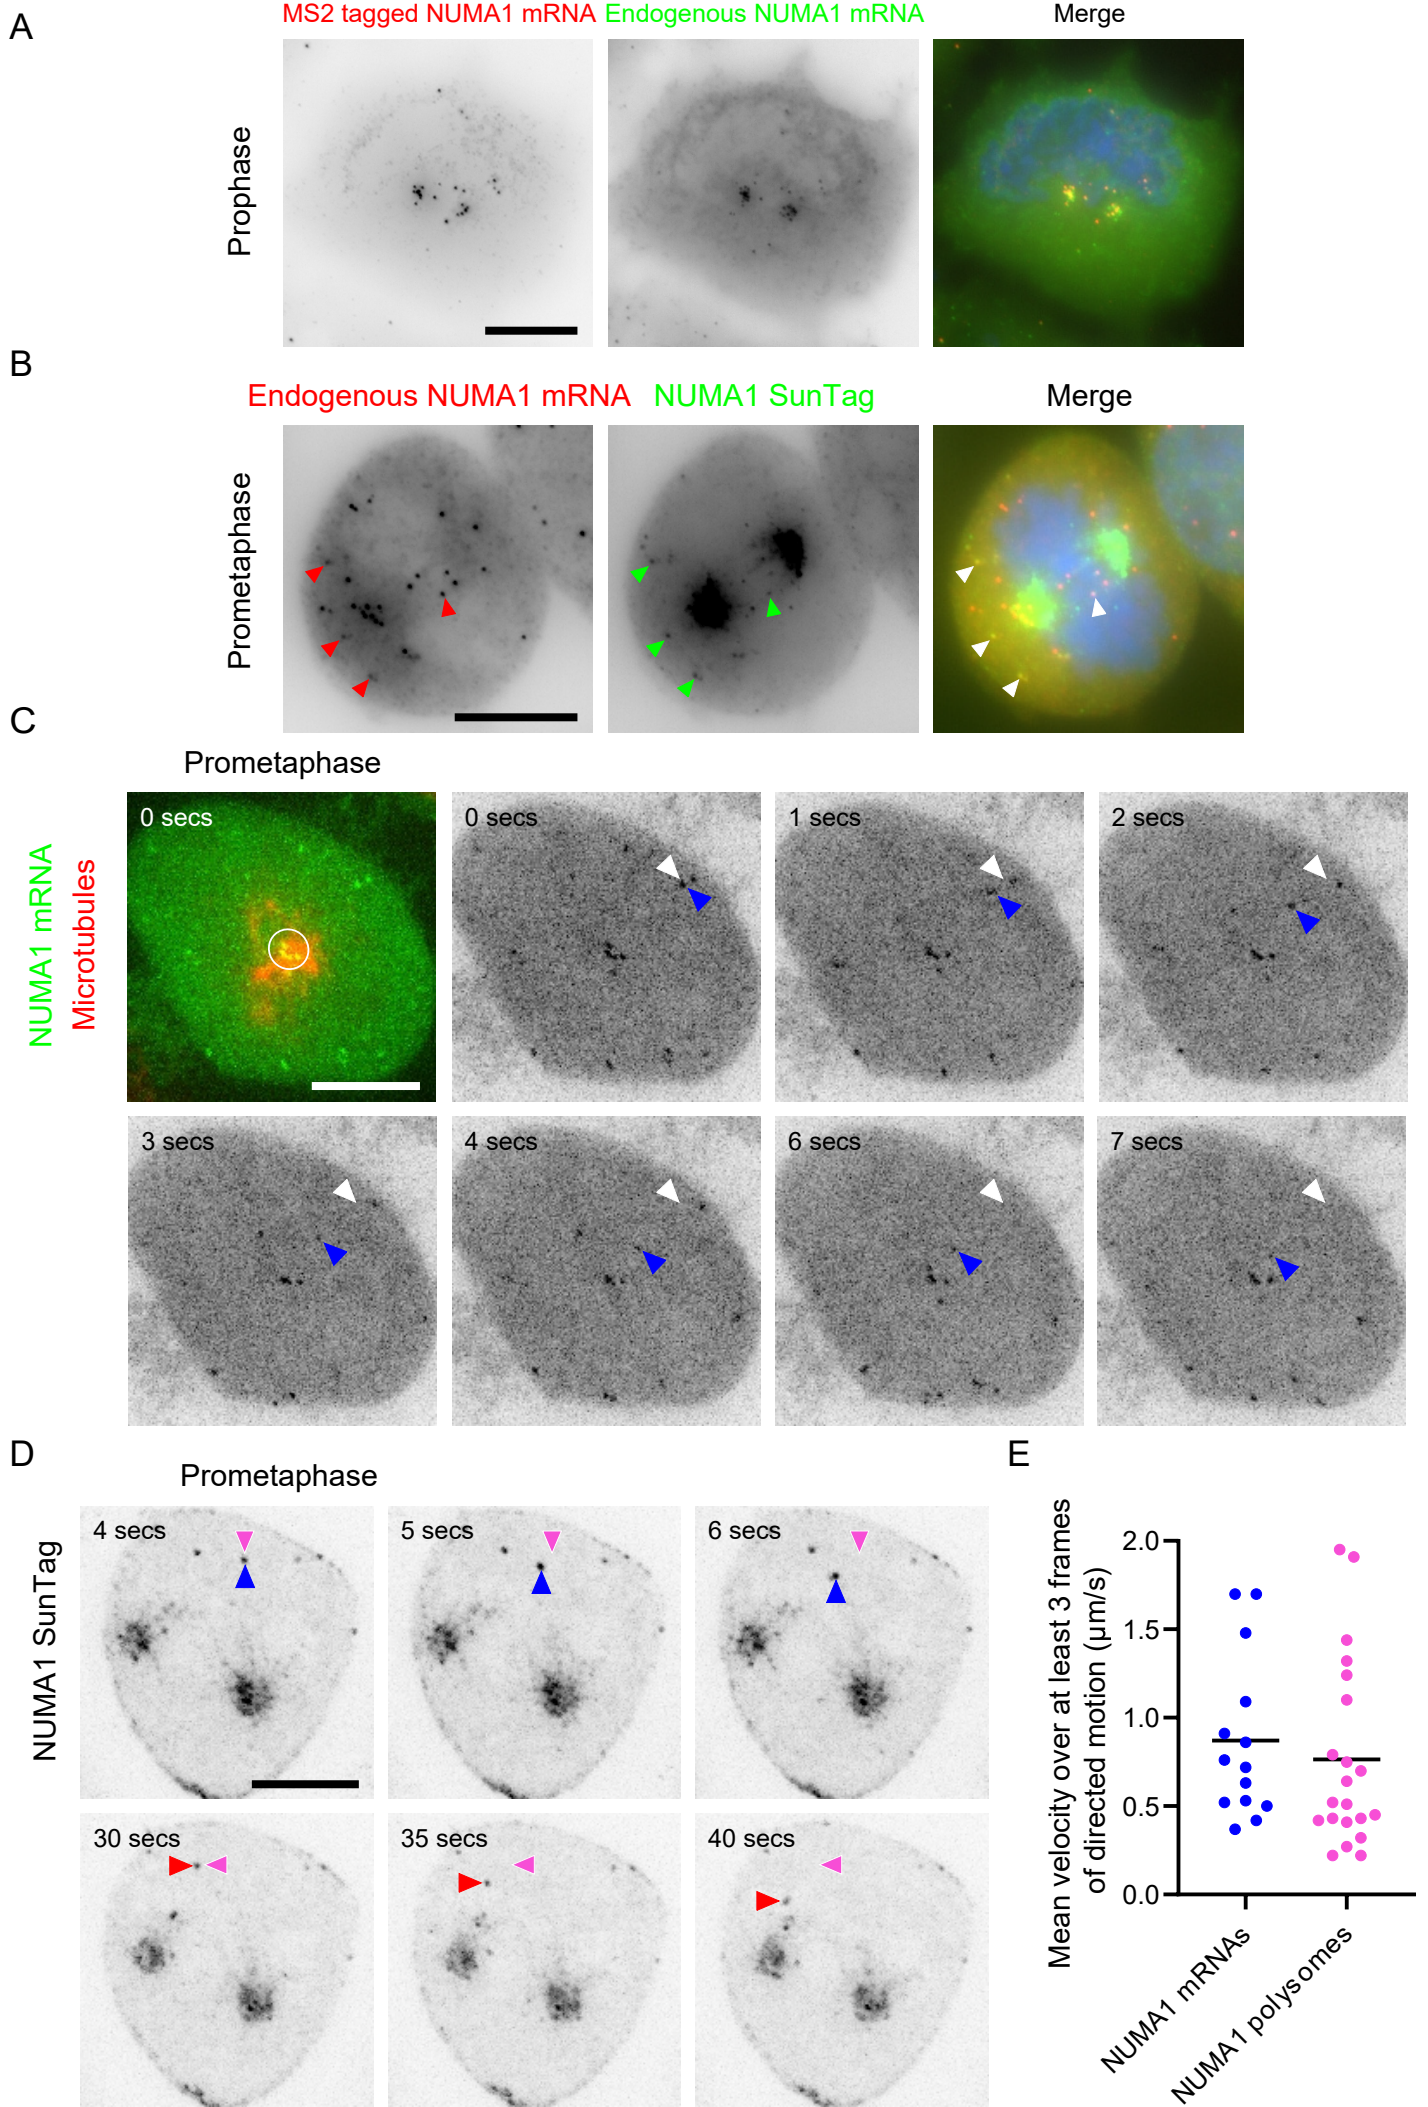 A
MS2 tagged NUMA1 mRNA
Endogenous NUMA1 mRNA
Merge
Prophase
B
Endogenous NUMA1 mRNA
NUMA1 SunTag
Merge
Prometaphase
C
Prometaphase
NUMA1 mRNA
Microtubules
0 secs
0 secs
1 secs
2 secs
3 secs
4 secs
6 secs
7 secs
D
Prometaphase
NUMA1 SunTag
4 secs
5 secs
6 secs
30 secs
35 secs
40 secs
E
Mean velocity over at least 3 frames
of directed motion (µm/s)
2.0
1.5
1.0
0.5
0.0
NUMA1 mRNAs
NUMA1 polysomes